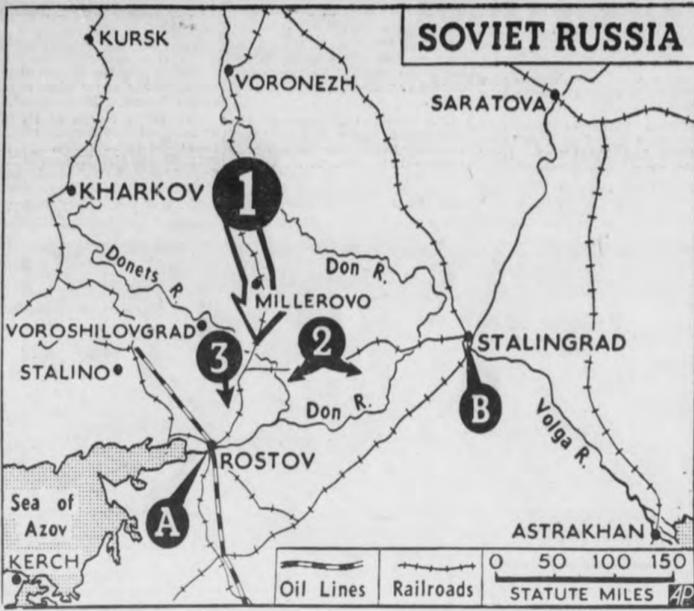 SOVIET RUSSIA
KURSK
VORONEZH
SARATOVA
KHARKOV
1
Donets R.
Don R.
MILLEROVO
VOROSHILOVGRAD
3
2
STALINGRAD
STALINO
Don R.
B
Volga R.
ROSTOV
Sea of
Azov
A
ASTRAKHAN
KERCH
Oil Lines
Railroads
0 50 100 150
STATUTE MILES
AP